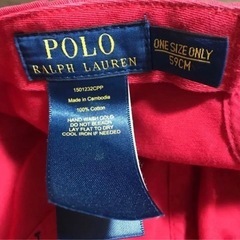 POLO
RALPH LAUREN
ONE SIZE ONLY
59CM
1501232CPP
Made in Cambodia
100% Cotton
HAND WASH COLD
DO NOT BLEACH
LAY FLAT TO DRY
COOL IRON IF NEEDED